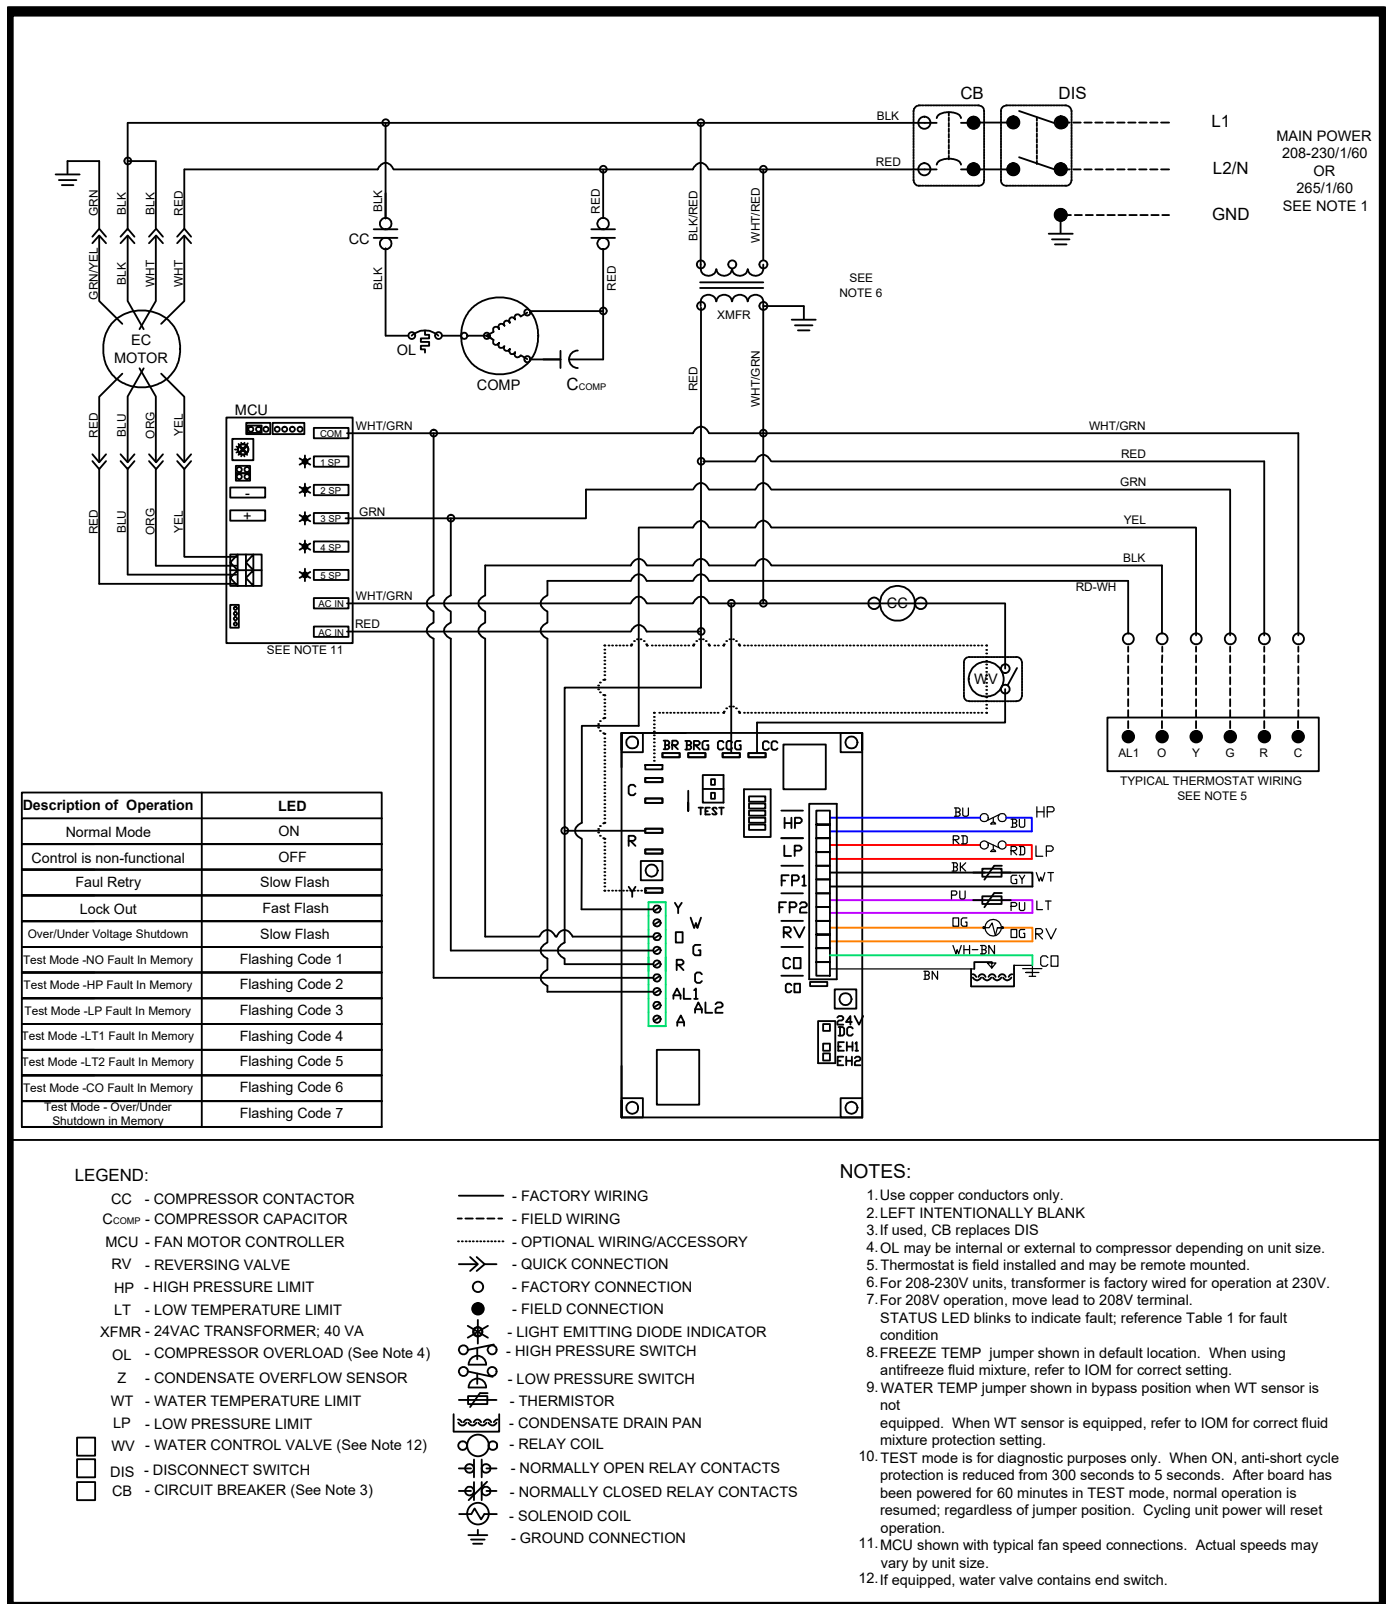 CB
DIS
BLK
L1
MAIN POWER
208-230/1/60
OR
265/1/60
SEE NOTE 1
RED
L2/N
GND
GRN
BLK
BLK
RED
BLK
CC
RED
BLK/RED
WHT/RED
GRN/YEL
BLK
WHT
WHT
BLK
RED
SEE
NOTE 6
XMFR
EC
MOTOR
OL
COMP
CCOMP
RED
WHT/GRN
RED
BLU
ORG
YEL
MCU
COM
WHT/GRN
WHT/GRN
1 SP
RED
2 SP
GRN
-
+
3 SP
GRN
YEL
RED
BLU
ORG
YEL
4 SP
BLK
5 SP
RD-WH
AC IN
WHT/GRN
CC
AC IN
RED
SEE NOTE 11
WV
AL1 O Y G R C
TYPICAL THERMOSTAT WIRING
SEE NOTE 5
BR BRG CCG CC
C
TEST
R
Y
HP
LP
FP1
FP2
RV
CO
CO
BU
BU
HP
RD
RD
LP
BK
GY
WT
PU
PU
LT
OG
OG
RV
WH-BN
CO
BN
Y
W
O
G
R
C
AL1
AL2
A
24V
DC
EH1
EH2
Description of Operation LED
Normal Mode ON
Control is non-functional OFF
Faul Retry Slow Flash
Lock Out Fast Flash
Over/Under Voltage Shutdown Slow Flash
Test Mode -NO Fault In Memory Flashing Code 1
Test Mode -HP Fault In Memory Flashing Code 2
Test Mode -LP Fault In Memory Flashing Code 3
Test Mode -LT1 Fault In Memory Flashing Code 4
Test Mode -LT2 Fault In Memory Flashing Code 5
Test Mode -CO Fault In Memory Flashing Code 6
Test Mode - Over/Under
Shutdown in Memory Flashing Code 7
LEGEND:
CC - COMPRESSOR CONTACTOR
CCOMP - COMPRESSOR CAPACITOR
MCU - FAN MOTOR CONTROLLER
RV - REVERSING VALVE
HP - HIGH PRESSURE LIMIT
LT - LOW TEMPERATURE LIMIT
XFMR - 24VAC TRANSFORMER; 40 VA
OL - COMPRESSOR OVERLOAD (See Note 4)
Z - CONDENSATE OVERFLOW SENSOR
WT - WATER TEMPERATURE LIMIT
LP - LOW PRESSURE LIMIT
WV - WATER CONTROL VALVE (See Note 12)
DIS - DISCONNECT SWITCH
CB - CIRCUIT BREAKER (See Note 3)
- FACTORY WIRING
- FIELD WIRING
- OPTIONAL WIRING/ACCESSORY
- QUICK CONNECTION
- FACTORY CONNECTION
- FIELD CONNECTION
- LIGHT EMITTING DIODE INDICATOR
- HIGH PRESSURE SWITCH
- LOW PRESSURE SWITCH
- THERMISTOR
- CONDENSATE DRAIN PAN
- RELAY COIL
- NORMALLY OPEN RELAY CONTACTS
- NORMALLY CLOSED RELAY CONTACTS
- SOLENOID COIL
- GROUND CONNECTION
NOTES:
1. Use copper conductors only.
2. LEFT INTENTIONALLY BLANK
3. If used, CB replaces DIS
4. OL may be internal or external to compressor depending on unit size.
5. Thermostat is field installed and may be remote mounted.
6. For 208-230V units, transformer is factory wired for operation at 230V.
7. For 208V operation, move lead to 208V terminal.
STATUS LED blinks to indicate fault; reference Table 1 for fault
condition
8. FREEZE TEMP jumper shown in default location. When using
antifreeze fluid mixture, refer to IOM for correct setting.
9. WATER TEMP jumper shown in bypass position when WT sensor is
not
equipped. When WT sensor is equipped, refer to IOM for correct fluid
mixture protection setting.
10. TEST mode is for diagnostic purposes only. When ON, anti-short cycle
protection is reduced from 300 seconds to 5 seconds. After board has
been powered for 60 minutes in TEST mode, normal operation is
resumed; regardless of jumper position. Cycling unit power will reset
operation.
11. MCU shown with typical fan speed connections. Actual speeds may
vary by unit size.
12. If equipped, water valve contains end switch.